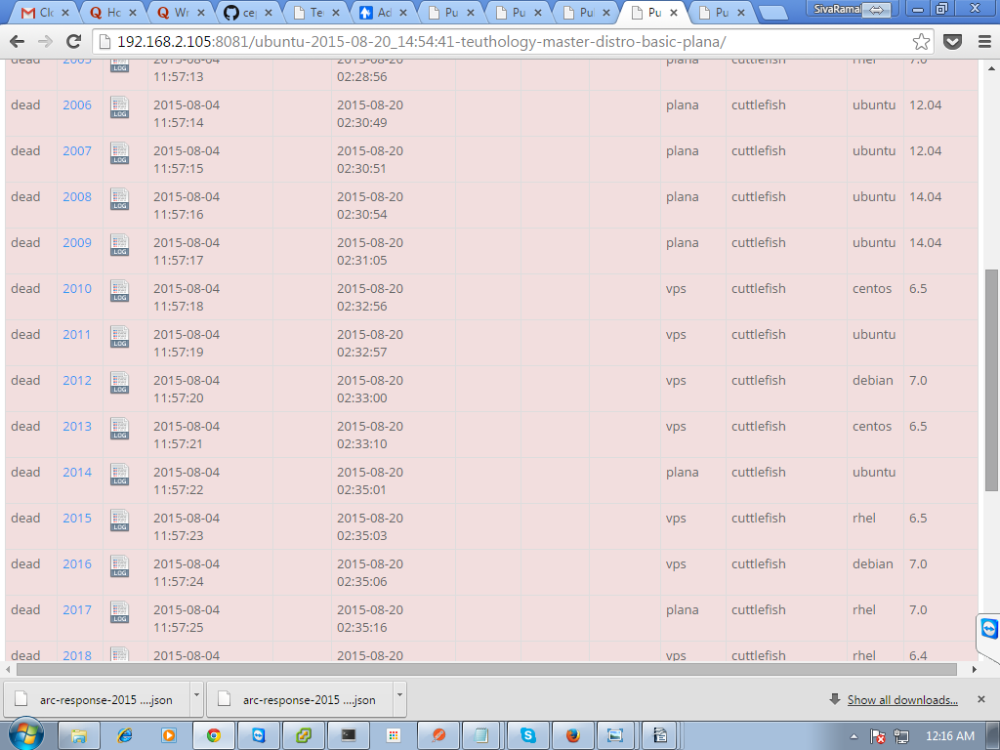 Clo
Ho
Wr
cep
Te
Ad
Pu
Pu
Pul
Pu
Pu
SivaRamal
192.168.2.105:8081/ubuntu-2015-08-20_14:54:41-teuthology-master-distro-basic-plana/
dead 2005 LOG 2015-08-04 2015-08-20 plana cuttlefish rhel 7.0
11:57:13 02:28:56
dead 2006 LOG 2015-08-04 2015-08-20 plana cuttlefish ubuntu 12.04
11:57:14 02:30:49
dead 2007 LOG 2015-08-04 2015-08-20 plana cuttlefish ubuntu 12.04
11:57:15 02:30:51
dead 2008 LOG 2015-08-04 2015-08-20 plana cuttlefish ubuntu 14.04
11:57:16 02:30:54
dead 2009 LOG 2015-08-04 2015-08-20 plana cuttlefish ubuntu 14.04
11:57:17 02:31:05
dead 2010 LOG 2015-08-04 2015-08-20 vps cuttlefish centos 6.5
11:57:18 02:32:56
dead 2011 LOG 2015-08-04 2015-08-20 vps cuttlefish ubuntu
11:57:19 02:32:57
dead 2012 LOG 2015-08-04 2015-08-20 vps cuttlefish debian 7.0
11:57:20 02:33:00
dead 2013 LOG 2015-08-04 2015-08-20 vps cuttlefish centos 6.5
11:57:21 02:33:10
dead 2014 LOG 2015-08-04 2015-08-20 plana cuttlefish ubuntu
11:57:22 02:35:01
dead 2015 LOG 2015-08-04 2015-08-20 vps cuttlefish rhel 6.5
11:57:23 02:35:03
dead 2016 LOG 2015-08-04 2015-08-20 vps cuttlefish debian 7.0
11:57:24 02:35:06
dead 2017 LOG 2015-08-04 2015-08-20 plana cuttlefish rhel 7.0
11:57:25 02:35:16
dead 2018 2015-08-04 2015-08-20 vps cuttlefish rhel 6.4
arc-response-2015 ....json
arc-response-2015 ....json
Show all downloads...
12:16 AM